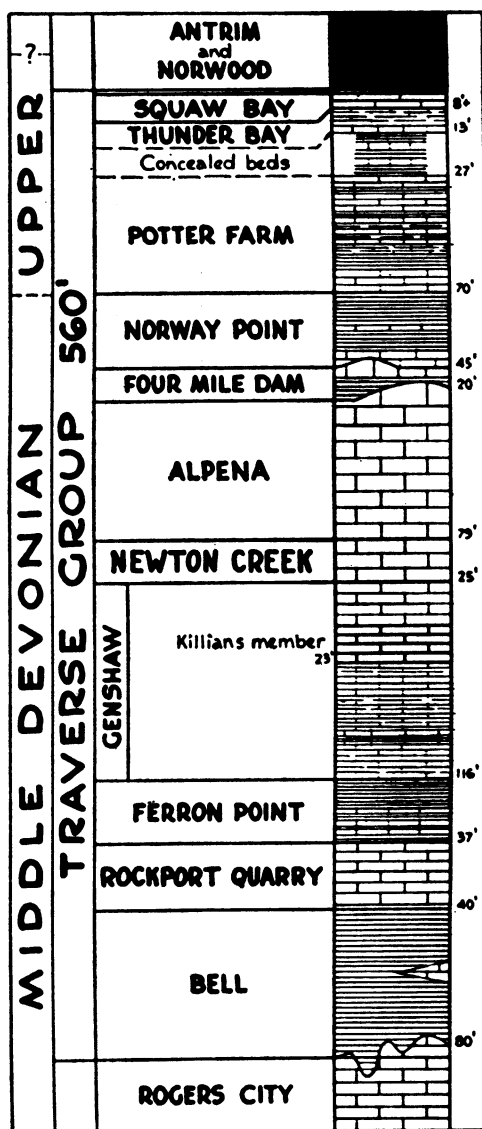 -?-
UPPER
MIDDLE DEVONIAN
TRAVERSE GROUP 560'
ANTRIM
and
NORWOOD
SQUAW BAY
8'+
THUNDER BAY
13'
Concealed beds
27'
POTTER FARM
70'
NORWAY POINT
45'
FOUR MILE DAM
20'
ALPENA
79'
NEWTON CREEK
25'
GENSHAW
Killians member
23'
116'
FERRON POINT
37'
ROCKPORT QUARRY
40'
BELL
80'
ROGERS CITY